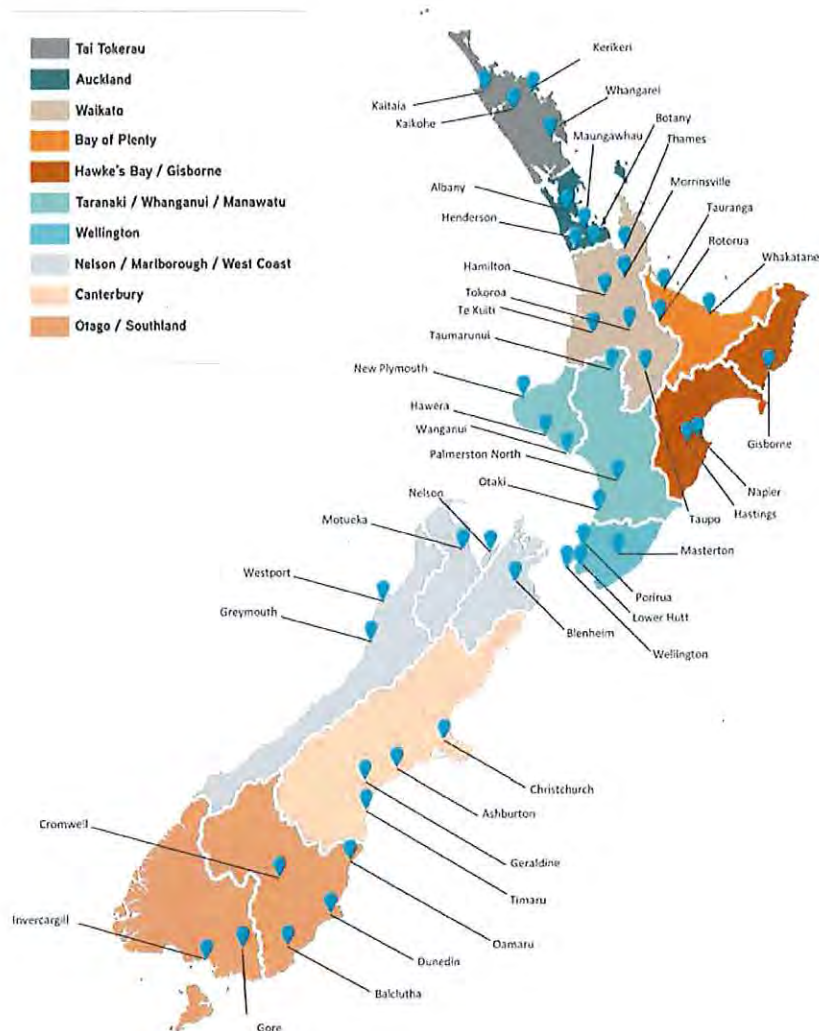 Tai Tokerau
Auckland
Waikato
Bay of Plenty
Hawke's Bay / Gisborne
Taranaki / Whanganui / Manawatu
Wellington
Nelson / Marlborough / West Coast
Canterbury
Otago / Southland
Kerikeri
Kaitaia
Whangarei
Kaikohe
Botany
Maungawhau
Thames
Albany
Morrinsville
Henderson
Tauranga
Rotorua
Hamilton
Whakatane
Tokoroa
Te Kuiti
Taumarunui
New Plymouth
Hawera
Wanganui
Gisborne
Palmerston North
Otaki
Napier
Nelson
Hastings
Taupo
Motueka
Masterton
Westport
Porirua
Greymouth
Lower Hutt
Blenheim
Wellington
Christchurch
Ashburton
Cromwell
Geraldine
Timaru
Invercargill
Oamaru
Dunedin
Balclutha
Gore